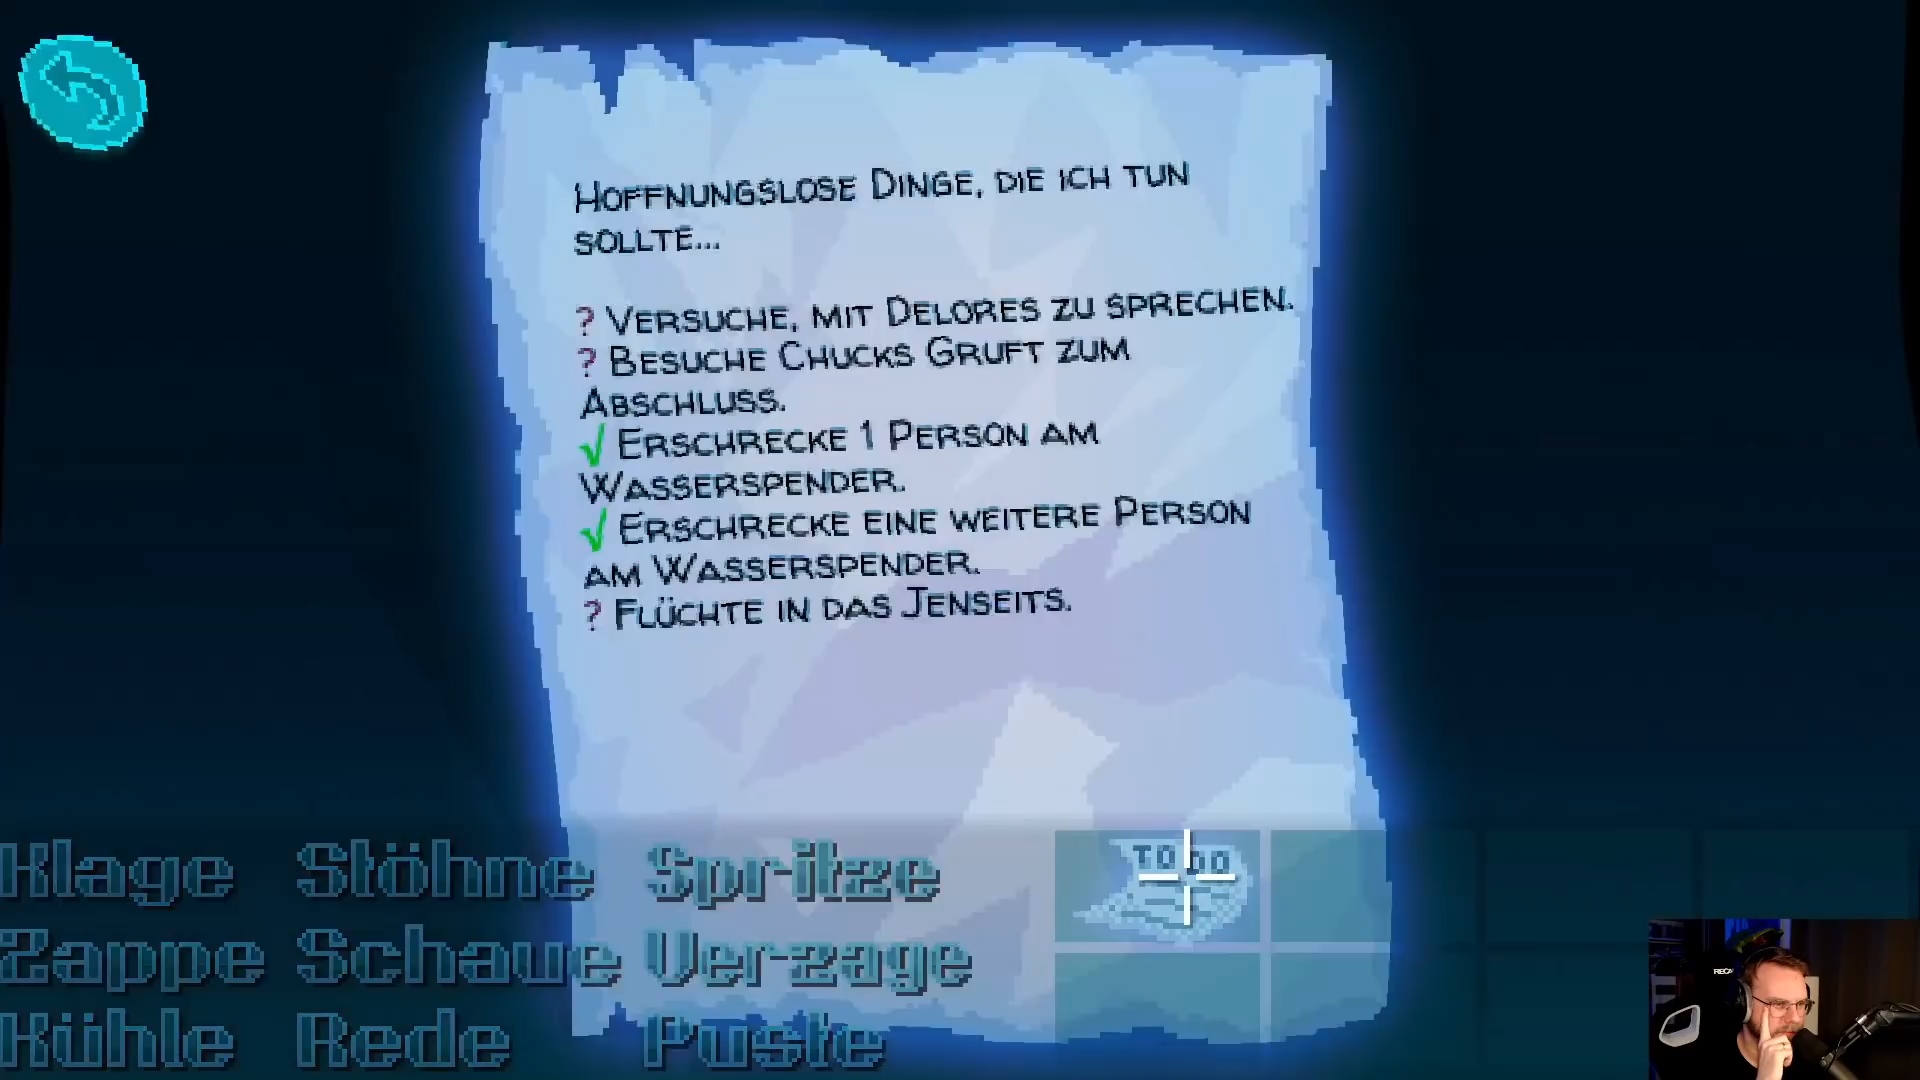 Hoffnungslose Dinge, die ich tun
sollte...
? Versuche, mit Delores zu sprechen.
? Besuche Chucks Gruft zum
Abschluss.
√ Erschrecke 1 Person am
Wasserspender.
√ Erschrecke eine weitere Person
am Wasserspender.
? Flüchte in das Jenseits.
Klage Stöhne Spritze
TO DO
Zappe Schaue Verzage
Kühle Rede Puste